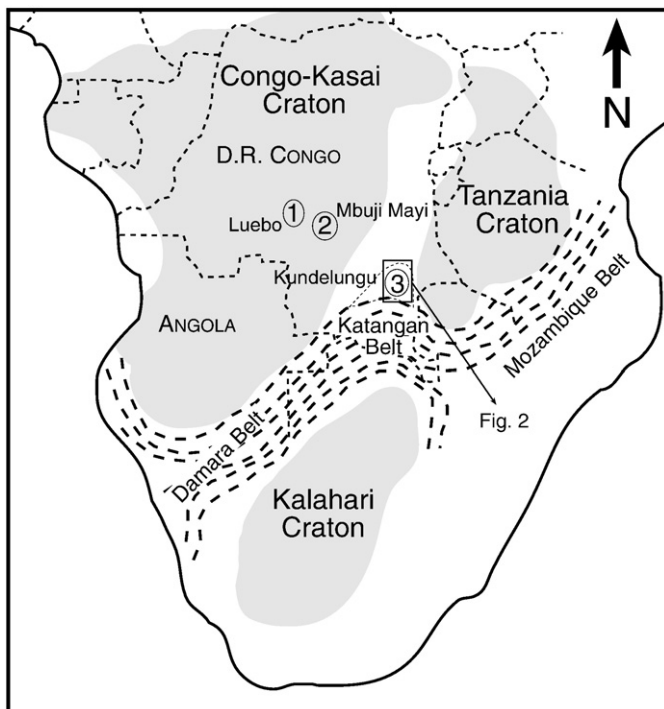 Congo-Kasai
Craton
N
D.R. CONGO
Tanzania
Craton
Luebo
1
2
Mbuji Mayi
Kundelungu
3
ANGOLA
Katangan
Belt
Mozambique Belt
Fig. 2
Damara Belt
Kalahari
Craton